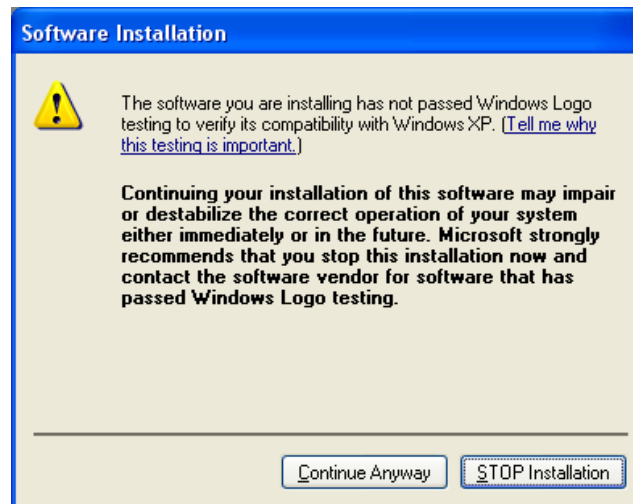 Software Installation
The software you are installing has not passed Windows Logo
testing to verify its compatibility with Windows XP. (Tell me why
this testing is important.)
Continuing your installation of this software may impair
or destabilize the correct operation of your system
either immediately or in the future. Microsoft strongly
recommends that you stop this installation now and
contact the software vendor for software that has
passed Windows Logo testing.
Continue Anyway
STOP Installation